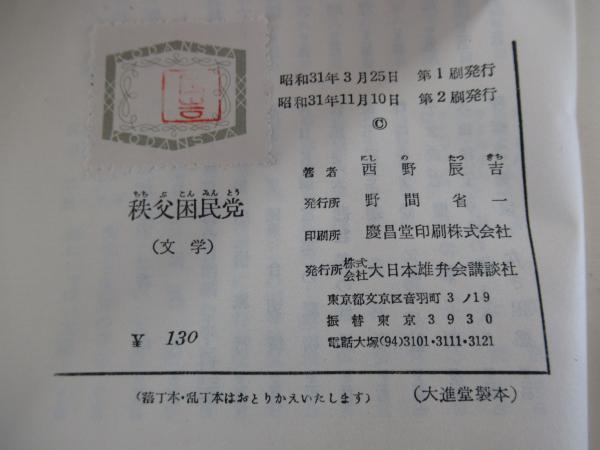 KODANSYA
KODANSYA
昭和31年3月25日 第1刷発行
昭和31年11月10日 第2刷発行
©
著者 西野辰吉
にし の たつ きち
発行所 野間省一
印刷所 慶昌堂印刷株式会社
発行所 株式会社 大日本雄弁会講談社
東京都文京区音羽町3ノ19
振替東京3930
電話大塚(94)3101・3111・3121
ちちぶこんみんとう
秩父困民党
(文学)
¥ 130
(落丁本・乱丁本はおとりかえいたします)
(大進堂製本)